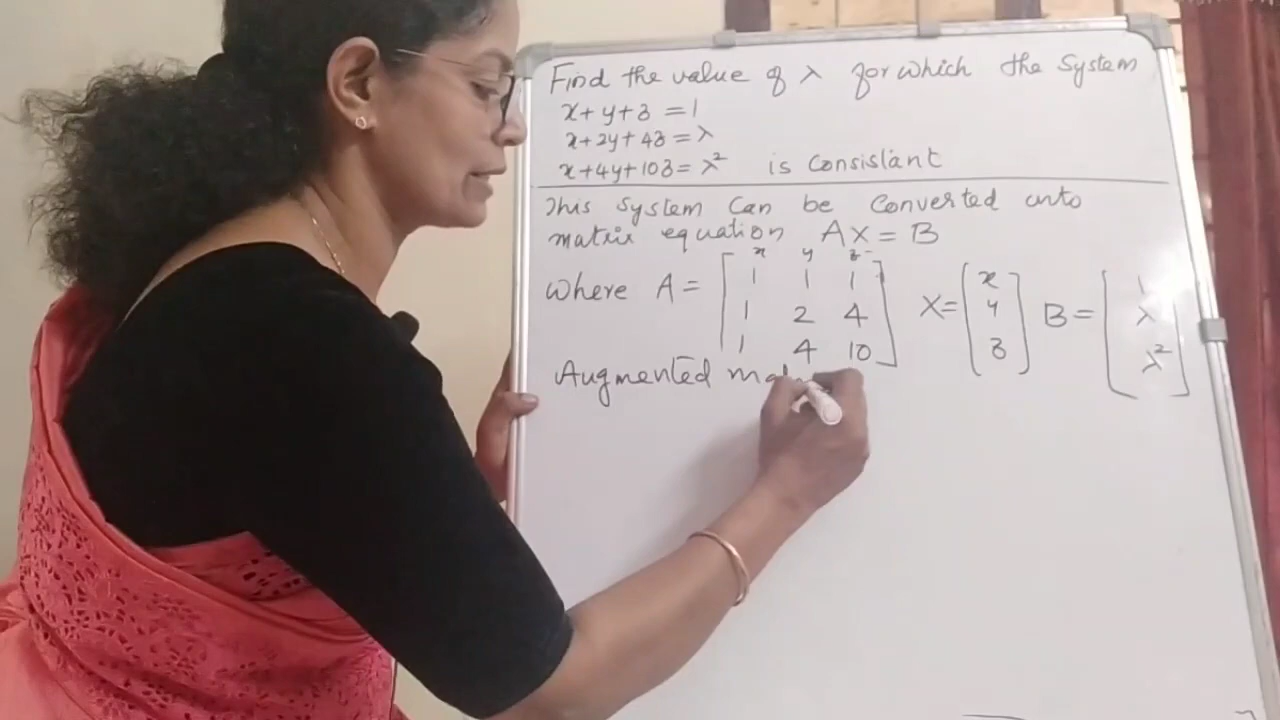 Find the value of λ for which the System
x+y+z=1
x+2y+4z=λ
x+4y+10z=λ² is Consistant
This System Can be Converted into
matrix equation AX=B
x y z
where A= [1 1 1 X= [x B= [1
1 2 4 y λ
1 4 10] z] λ²]
Augmented